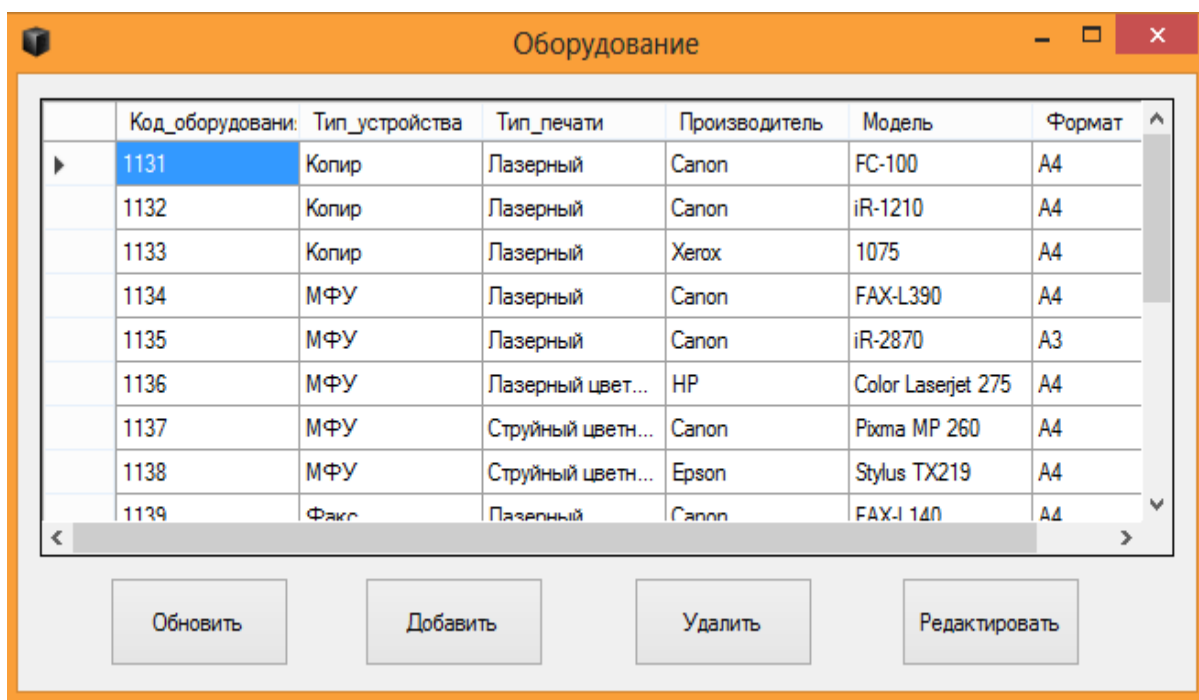 Оборудование
Код_оборудовани Тип_устройства Тип_печати Производитель Модель Формат
1131 Копир Лазерный Canon FC-100 A4
1132 Копир Лазерный Canon iR-1210 A4
1133 Копир Лазерный Xerox 1075 A4
1134 МФУ Лазерный Canon FAX-L390 A4
1135 МФУ Лазерный Canon iR-2870 A3
1136 МФУ Лазерный цвет... HP Color Laserjet 275 A4
1137 МФУ Струйный цветн... Canon Pixma MP 260 A4
1138 МФУ Струйный цветн... Epson Stylus TX219 A4
1139 Факс Лазерный Canon FAX-L140 A4
Обновить Добавить Удалить Редактировать